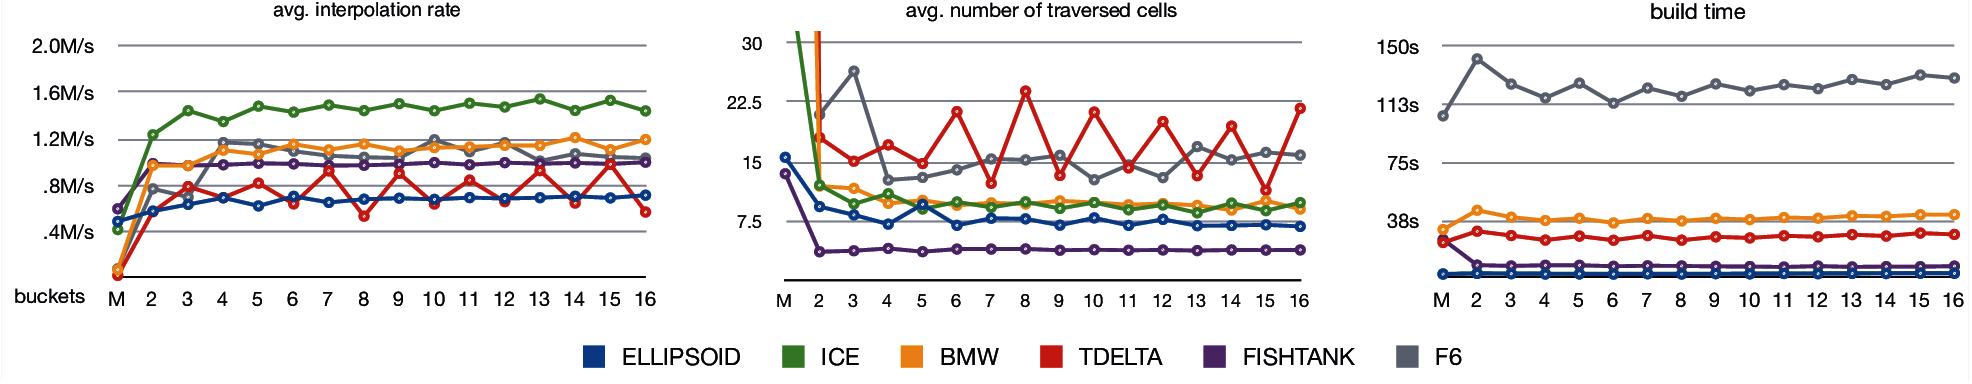 avg. interpolation rate
2.0M/s
1.6M/s
1.2M/s
.8M/s
.4M/s
buckets M 2 3 4 5 6 7 8 9 10 11 12 13 14 15 16
avg. number of traversed cells
30
22.5
15
7.5
M 2 3 4 5 6 7 8 9 10 11 12 13 14 15 16
build time
150s
113s
75s
38s
M 2 3 4 5 6 7 8 9 10 11 12 13 14 15 16
ELLIPSOID ICE BMW TDELTA FISHTANK F6